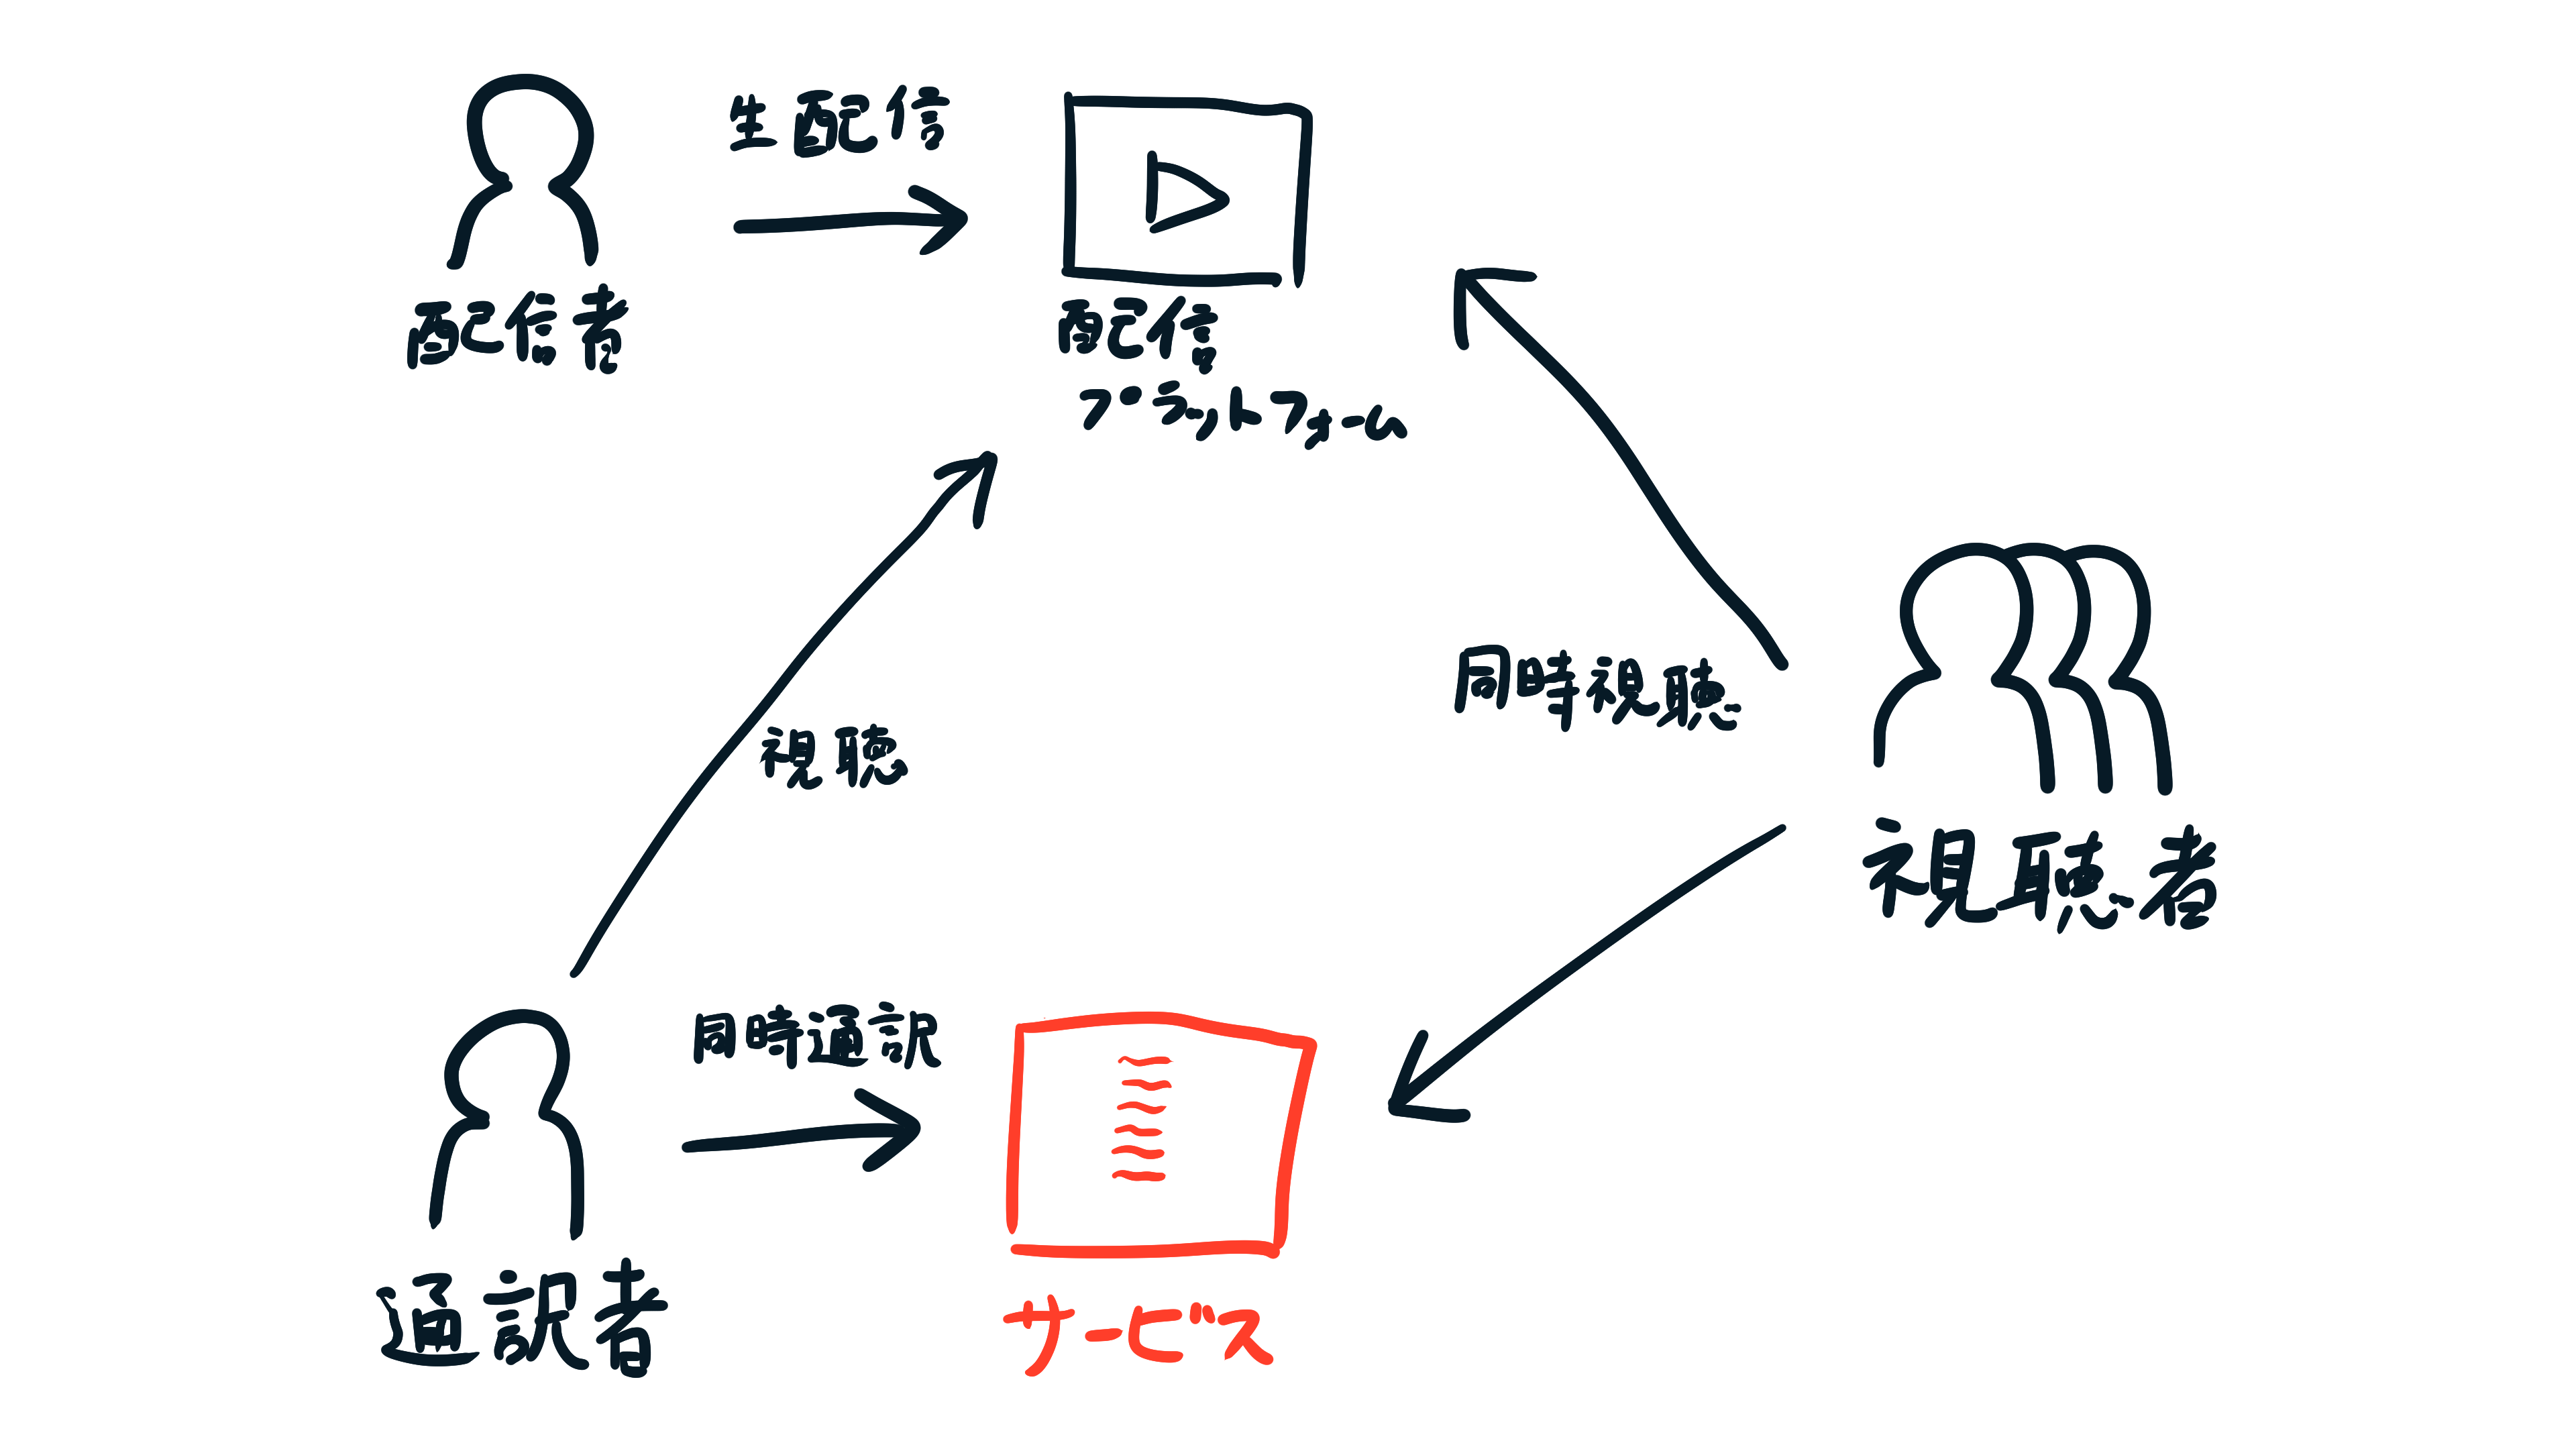 生配信
配信者
配信
プラットフォーム
同時視聴
視聴
視聴者
同時通訳
通訳者
サービス